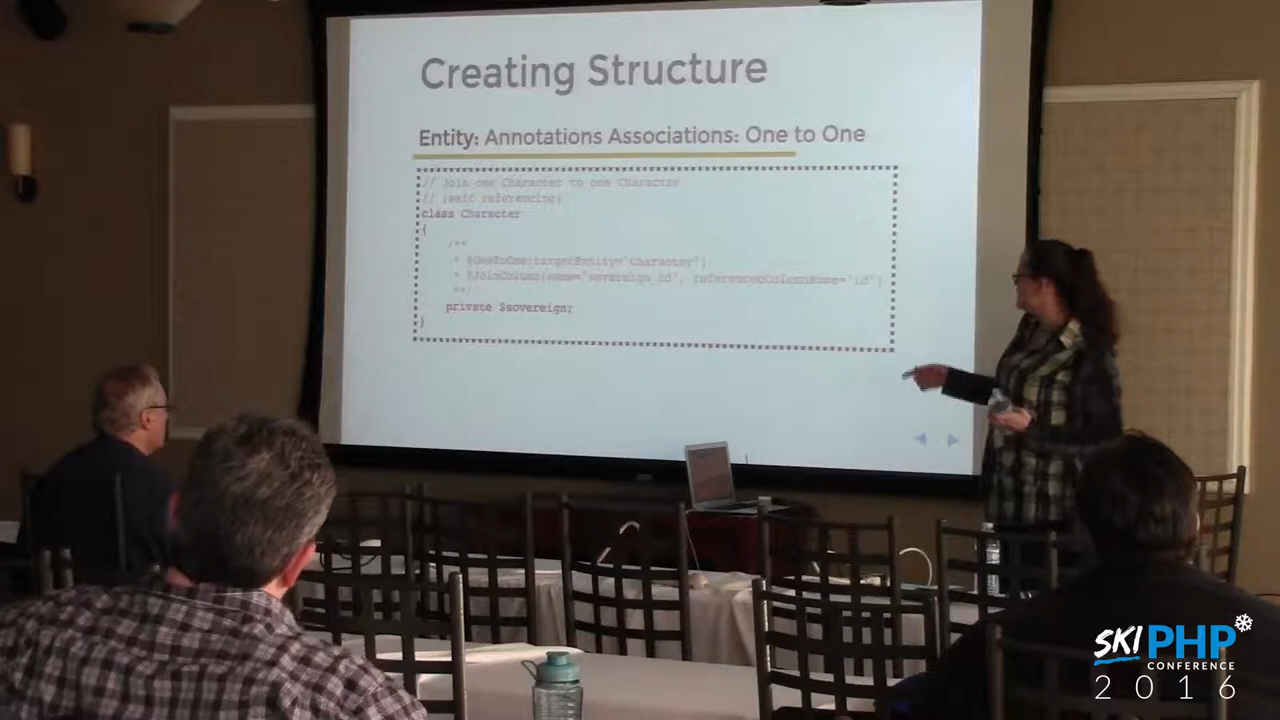 Creating Structure
Entity: Annotations Associations: One to One
// Join one Character to one Character
// (self referencing)
class Character
{
/**
* @OneToOne(targetEntity="Character")
* @JoinColumn(name="sovereign_id", referencedColumnName="id")
**/
private $sovereign;
}
SKI PHP
CONFERENCE
2016